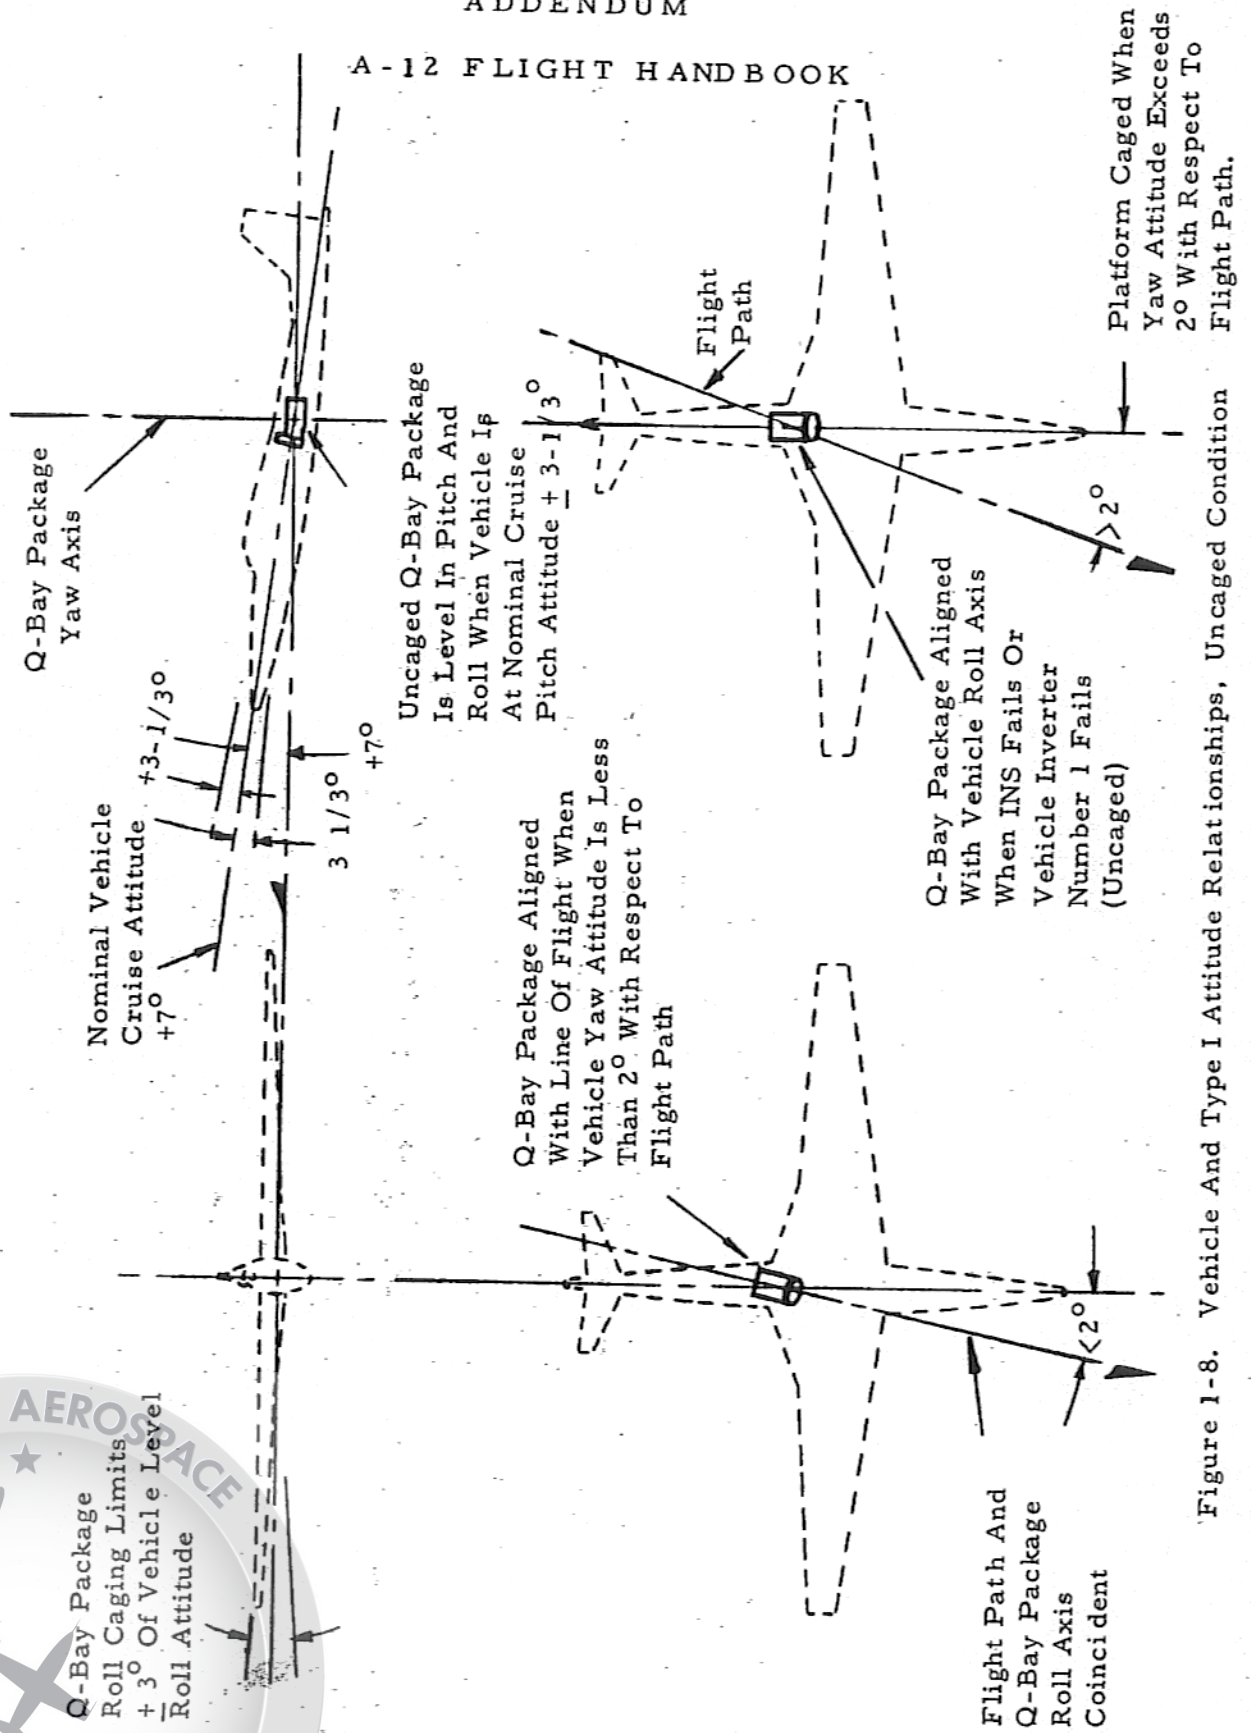 ADDENDUM
A-12 FLIGHT HANDBOOK
Q-Bay Package
Yaw Axis
Nominal Vehicle
Cruise Attitude
+7°
+3-1/3°
3 1/3°
+7°
Uncaged Q-Bay Package
Is Level In Pitch And
Roll When Vehicle Is
At Nominal Cruise
Pitch Attitude ± 3-1/3°
Q-Bay Package
Roll Caging Limits
± 3° Of Vehicle Level
Roll Attitude
Q-Bay Package Aligned
With Line Of Flight When
Vehicle Yaw Attitude Is Less
Than 2° With Respect To
Flight Path
Flight
Path
Platform Caged When
Yaw Attitude Exceeds
2° With Respect To
Flight Path.
>2°
Q-Bay Package Aligned
With Vehicle Roll Axis
When INS Fails Or
Vehicle Inverter
Number 1 Fails
(Uncaged)
<2°
Flight Path And
Q-Bay Package
Roll Axis
Coincident
Figure 1-8. Vehicle And Type I Attitude Relationships, Uncaged Condition
AEROSPACE